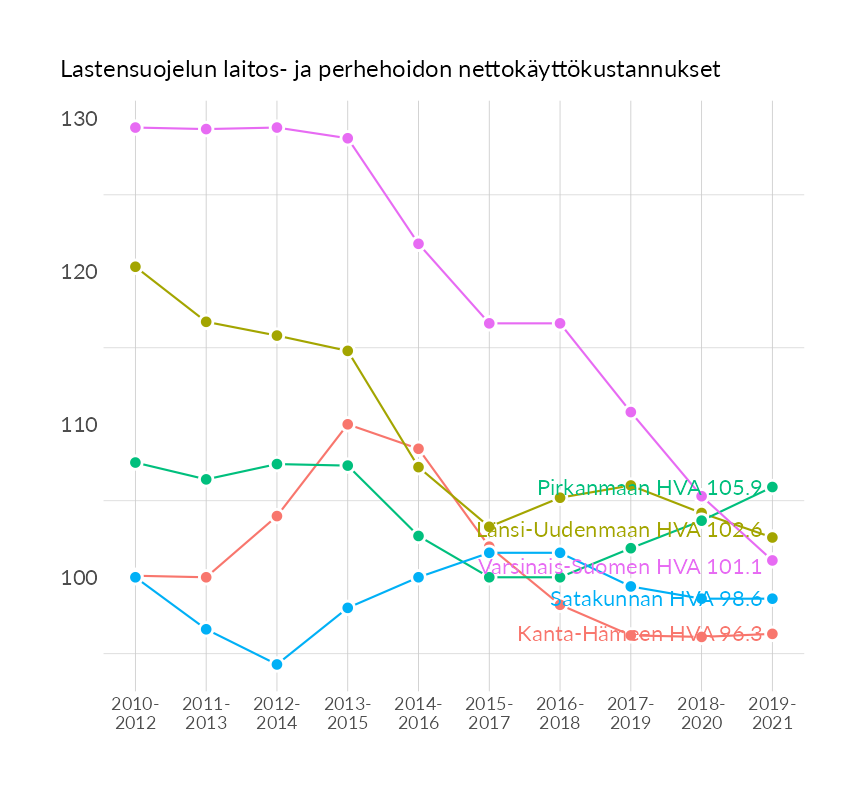 Lastensuojelun laitos- ja perhehoidon nettokäyttökustannukset
130
120
110
100
Pirkanmaan HVA 105.9
Länsi-Uudenmaan HVA 102.6
Varsinais-Suomen HVA 101.1
Satakunnan HVA 98.6
Kanta-Hämeen HVA 96.3
2010- 2011- 2012- 2013- 2014- 2015- 2016- 2017- 2018- 2019-
2012 2013 2014 2015 2016 2017 2018 2019 2020 2021